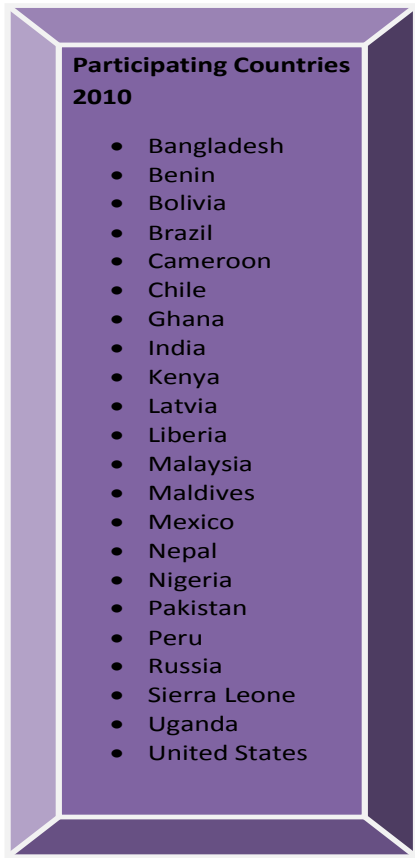 Participating Countries
2010
• Bangladesh
• Benin
• Bolivia
• Brazil
• Cameroon
• Chile
• Ghana
• India
• Kenya
• Latvia
• Liberia
• Malaysia
• Maldives
• Mexico
• Nepal
• Nigeria
• Pakistan
• Peru
• Russia
• Sierra Leone
• Uganda
• United States